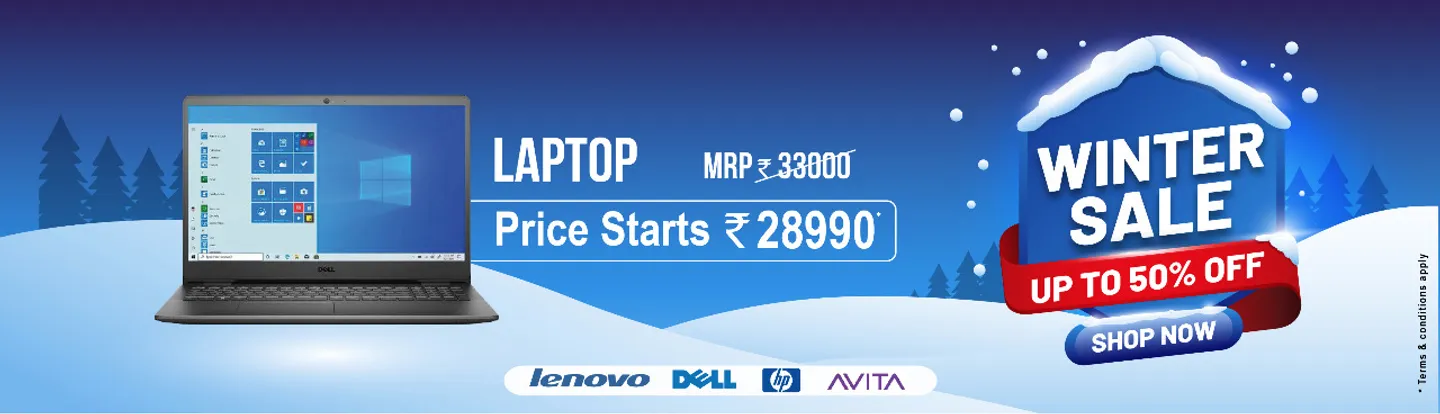 LAPTOP
MRP ₹ 33000
Price Starts ₹ 28990*
WINTER
SALE
UP TO 50% OFF
SHOP NOW
DELL
lenovo DELL hp AVITA
* Terms & conditions apply